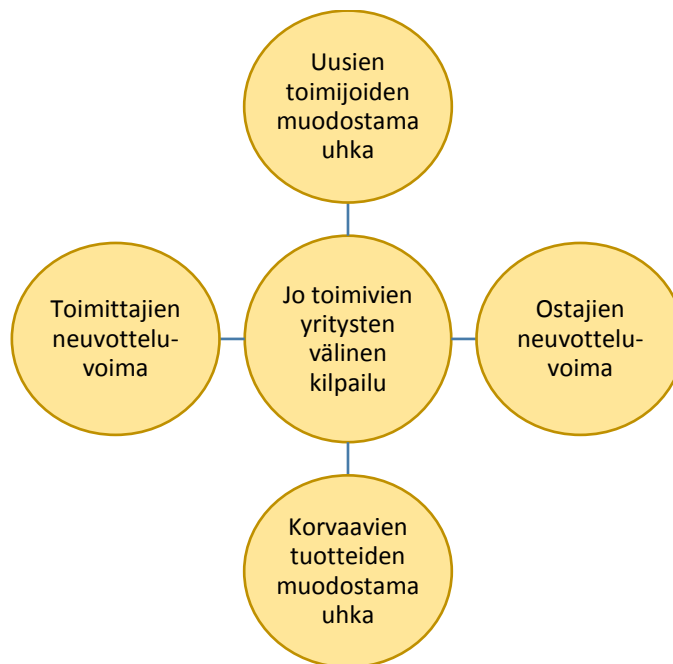 Uusien
toimijoiden
muodostama
uhka
Toimittajien
neuvottelu-
voima
Jo toimivien
yritysten
välinen
kilpailu
Ostajien
neuvottelu-
voima
Korvaavien
tuotteiden
muodostama
uhka